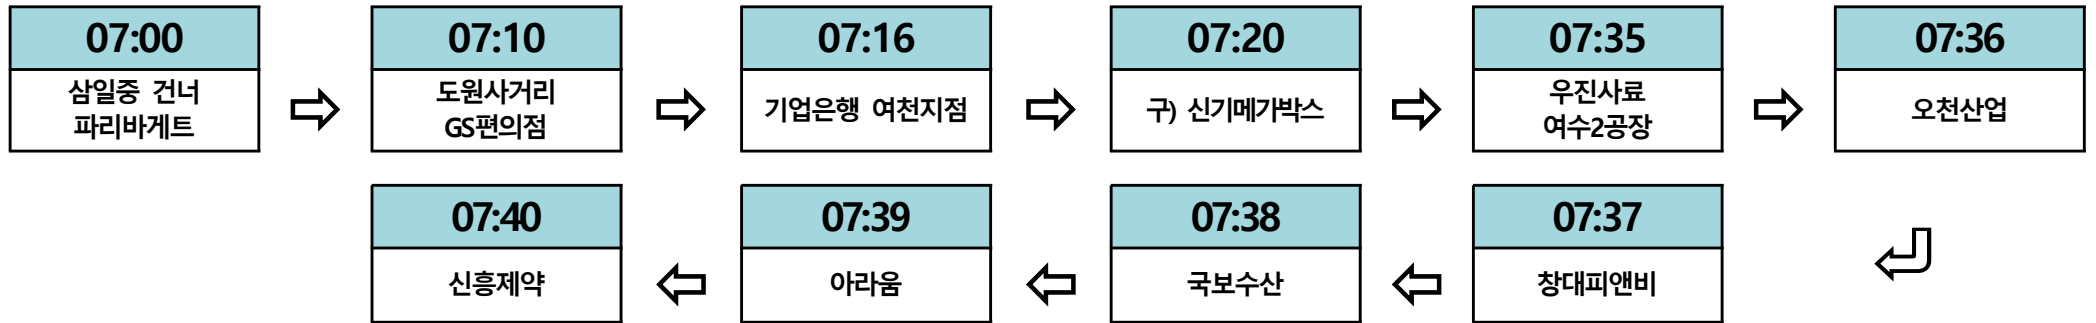 07:00
삼일중 건너
파리바게트
07:10
도원사거리
GS편의점
07:16
기업은행 여천지점
07:20
구) 신기메가박스
07:35
우진사료
여수2공장
07:36
오천산업
07:37
창대피앤비
07:38
국보수산
07:39
아라움
07:40
신흥제약